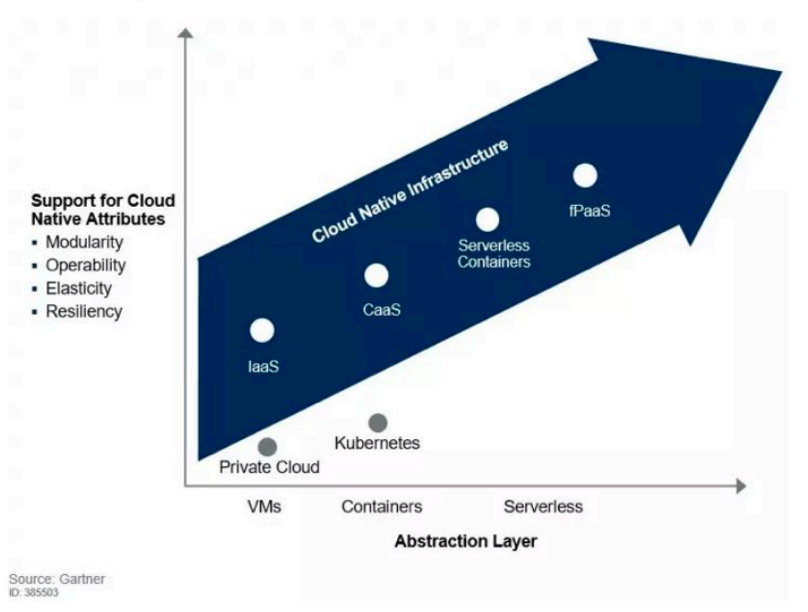 Support for Cloud
Native Attributes
▪ Modularity
▪ Operability
▪ Elasticity
▪ Resiliency
Cloud Native Infrastructure
fPaaS
Serverless
Containers
CaaS
IaaS
Kubernetes
Private Cloud
VMs Containers Serverless
Abstraction Layer
Source: Gartner
ID: 385503